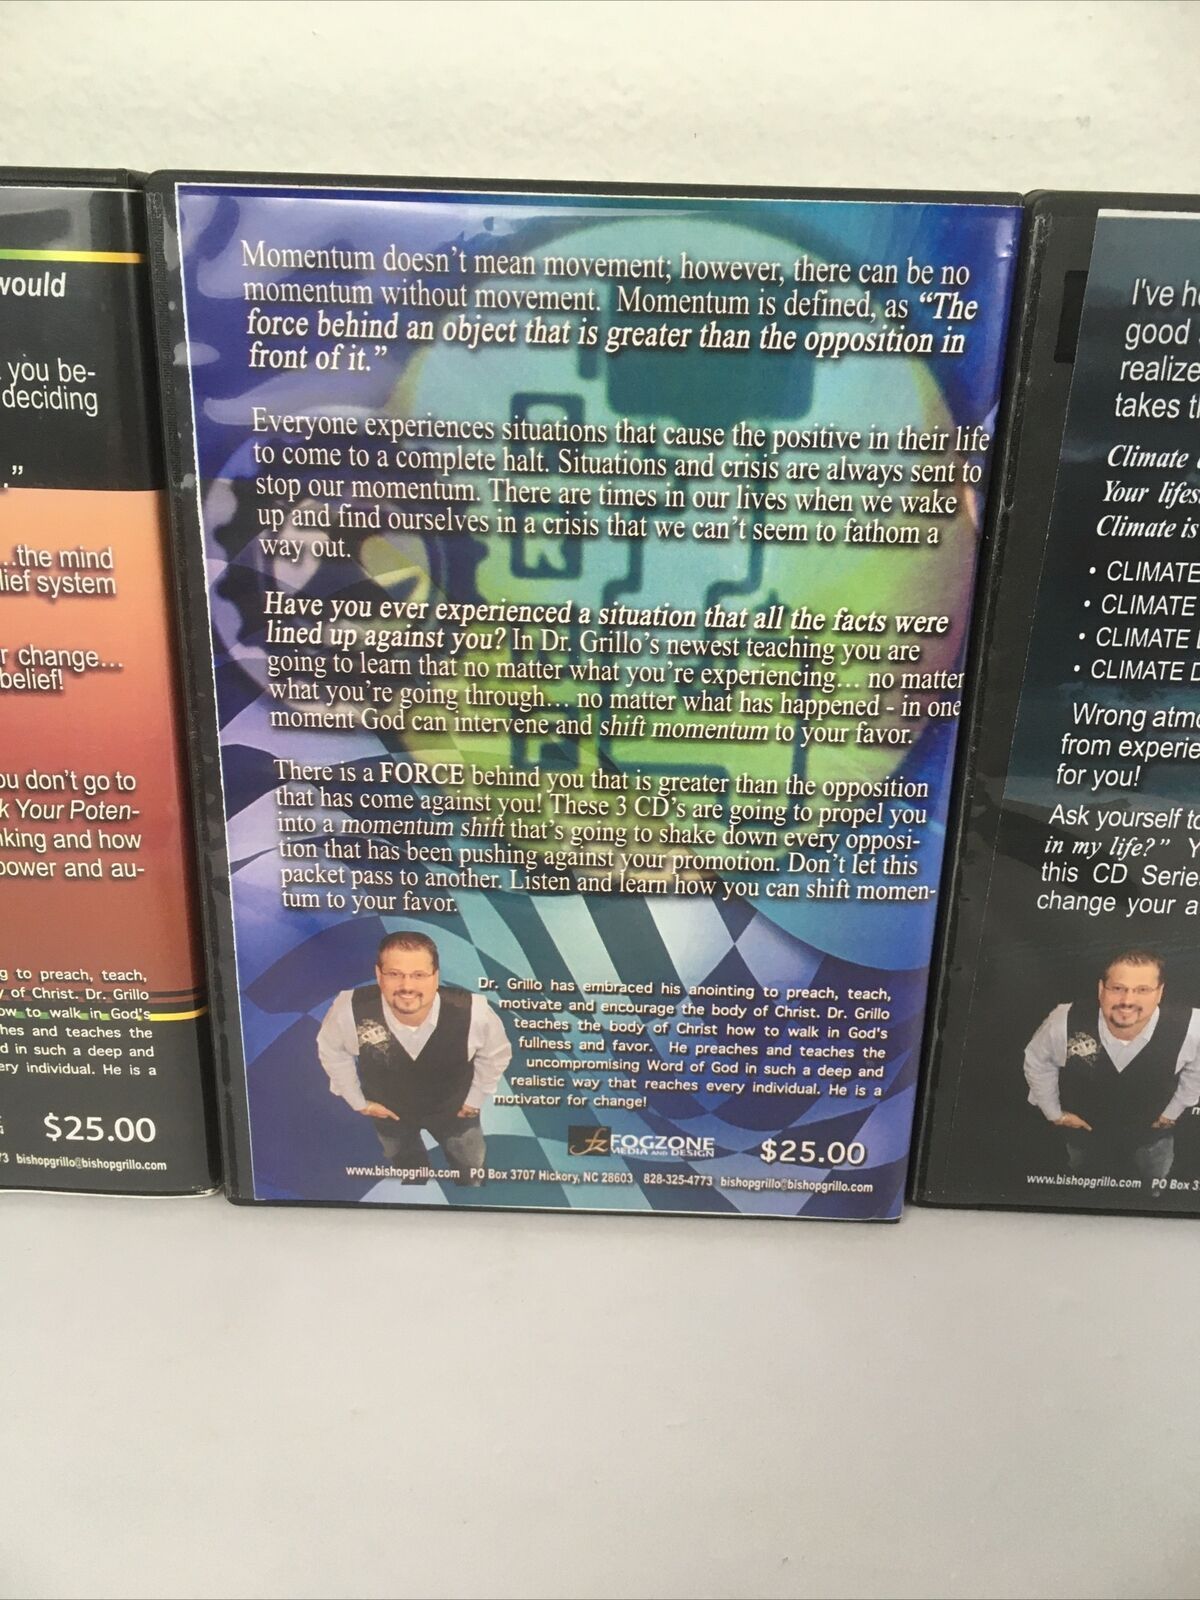 would
you be-
deciding
.”
...the mind
lief system
r change...
belief!
ou don't go to
k Your Poten-
nking and how
power and au-
g to preach, teach,
y of Christ. Dr. Grillo
ow to walk in God's
hes and teaches the
d in such a deep and
ery individual. He is a
$25.00
73 bishopgrillo@bishopgrillo.com
Momentum doesn't mean movement; however, there can be no
momentum without movement. Momentum is defined, as “The
force behind an object that is greater than the opposition in
front of it.”
Everyone experiences situations that cause the positive in their life
to come to a complete halt. Situations and crisis are always sent to
stop our momentum. There are times in our lives when we wake
up and find ourselves in a crisis that we can't seem to fathom a
way out.
Have you ever experienced a situation that all the facts were
lined up against you? In Dr. Grillo's newest teaching you are
going to learn that no matter what you're experiencing... no matter
what you're going through... no matter what has happened - in one
moment God can intervene and shift momentum to your favor.
There is a FORCE behind you that is greater than the opposition
that has come against you! These 3 CD's are going to propel you
into a momentum shift that's going to shake down every opposi-
tion that has been pushing against your promotion. Don't let this
packet pass to another. Listen and learn how you can shift momen-
tum to your favor.
Dr. Grillo has embraced his anointing to preach, teach,
motivate and encourage the body of Christ. Dr. Grillo
teaches the body of Christ how to walk in God's
fullness and favor. He preaches and teaches the
uncompromising Word of God in such a deep and
realistic way that reaches every individual. He is a
motivator for change!
fz FOGZONE
MEDIA AND DESIGN
$25.00
www.bishopgrillo.com PO Box 3707 Hickory, NC 28603 828-325-4773 bishopgrillo@bishopgrillo.com
I've he
good
realize
takes th
Climate
Your lifes
Climate is
• CLIMATE
• CLIMATE
• CLIMATE D
• CLIMATE D
Wrong atmo
from experie
for you!
Ask yourself to
in my life?” Y
this CD Series
change your a
www.bishopgrillo.com PO Box 3